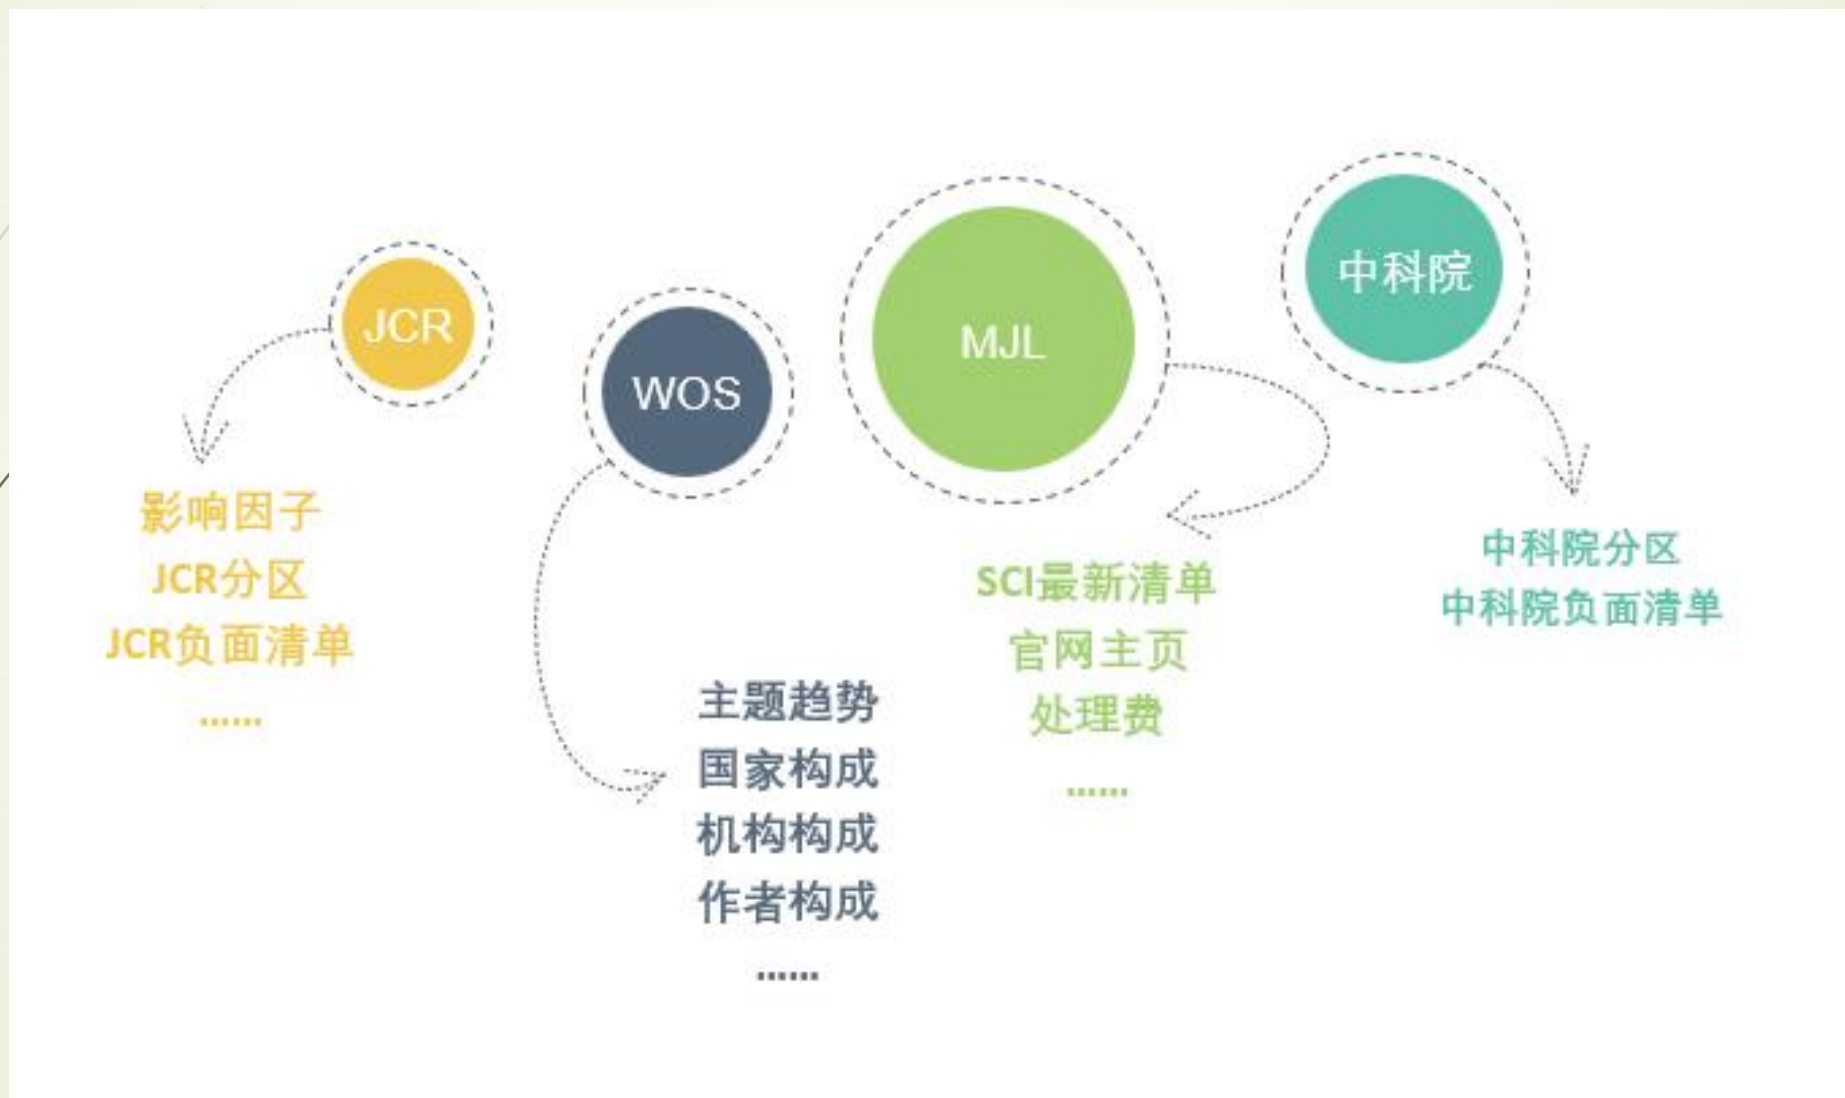 JCR
影响因子
JCR分区
JCR负面清单
......
WOS
主题趋势
国家构成
机构构成
作者构成
......
MJL
SCI最新清单
官网主页
处理费
......
中科院
中科院分区
中科院负面清单